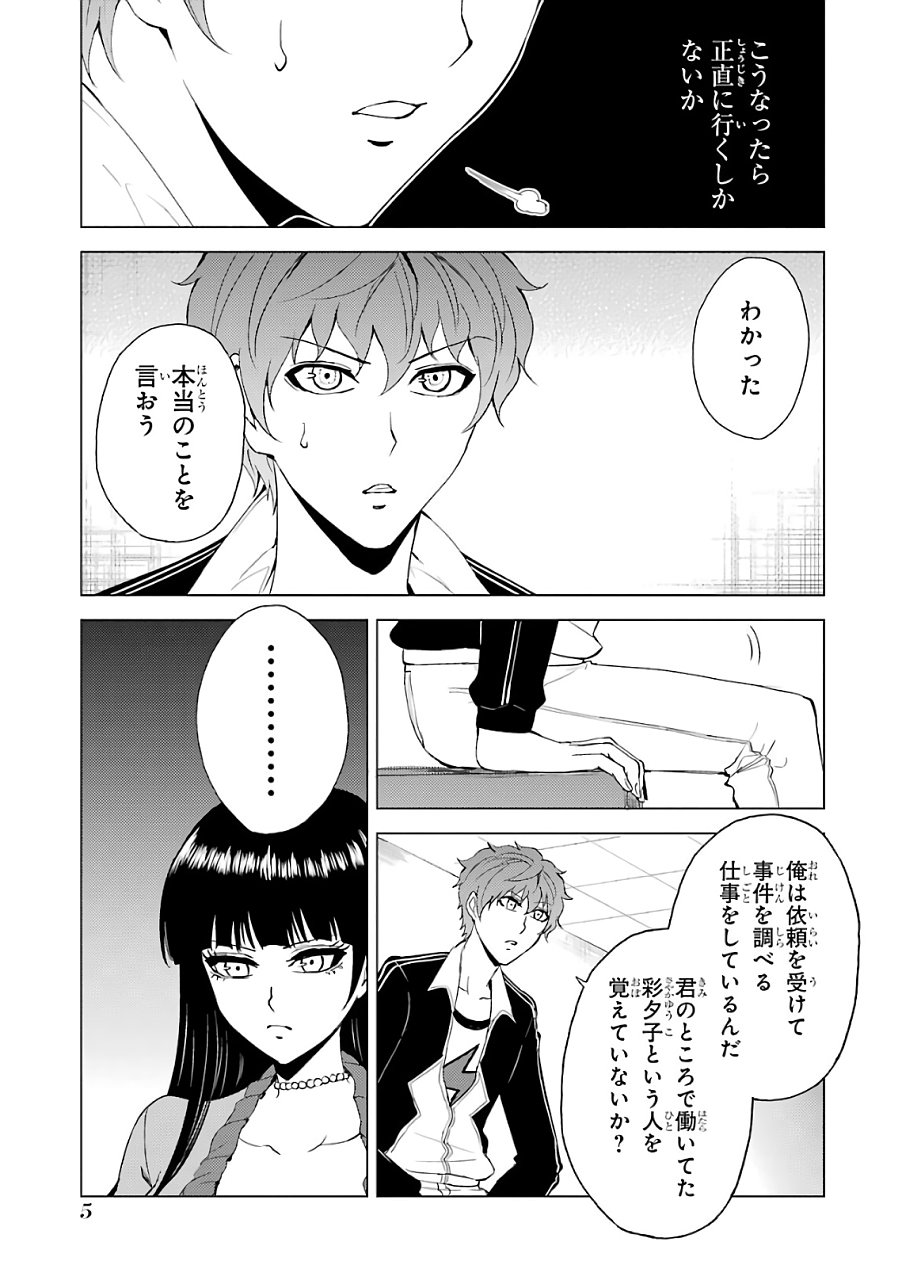 こうなったら
正直に行くしか
ないか
わかった
本当のことを
言おう
俺は依頼を受けて
事件を調べる
仕事をしているんだ
君のところで働いてた
彩夕子という人を
覚えていないか?
・・・・・・・・・・
5